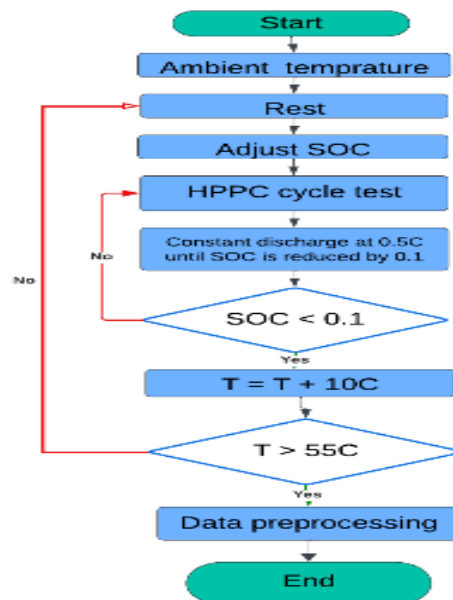 Start
Ambient temprature
Rest
Adjust SOC
HPPC cycle test
Constant discharge at 0.5C
until SOC is reduced by 0.1
No
No
SOC < 0.1
Yes
T = T + 10C
T > 55C
Yes
Data preprocessing
End